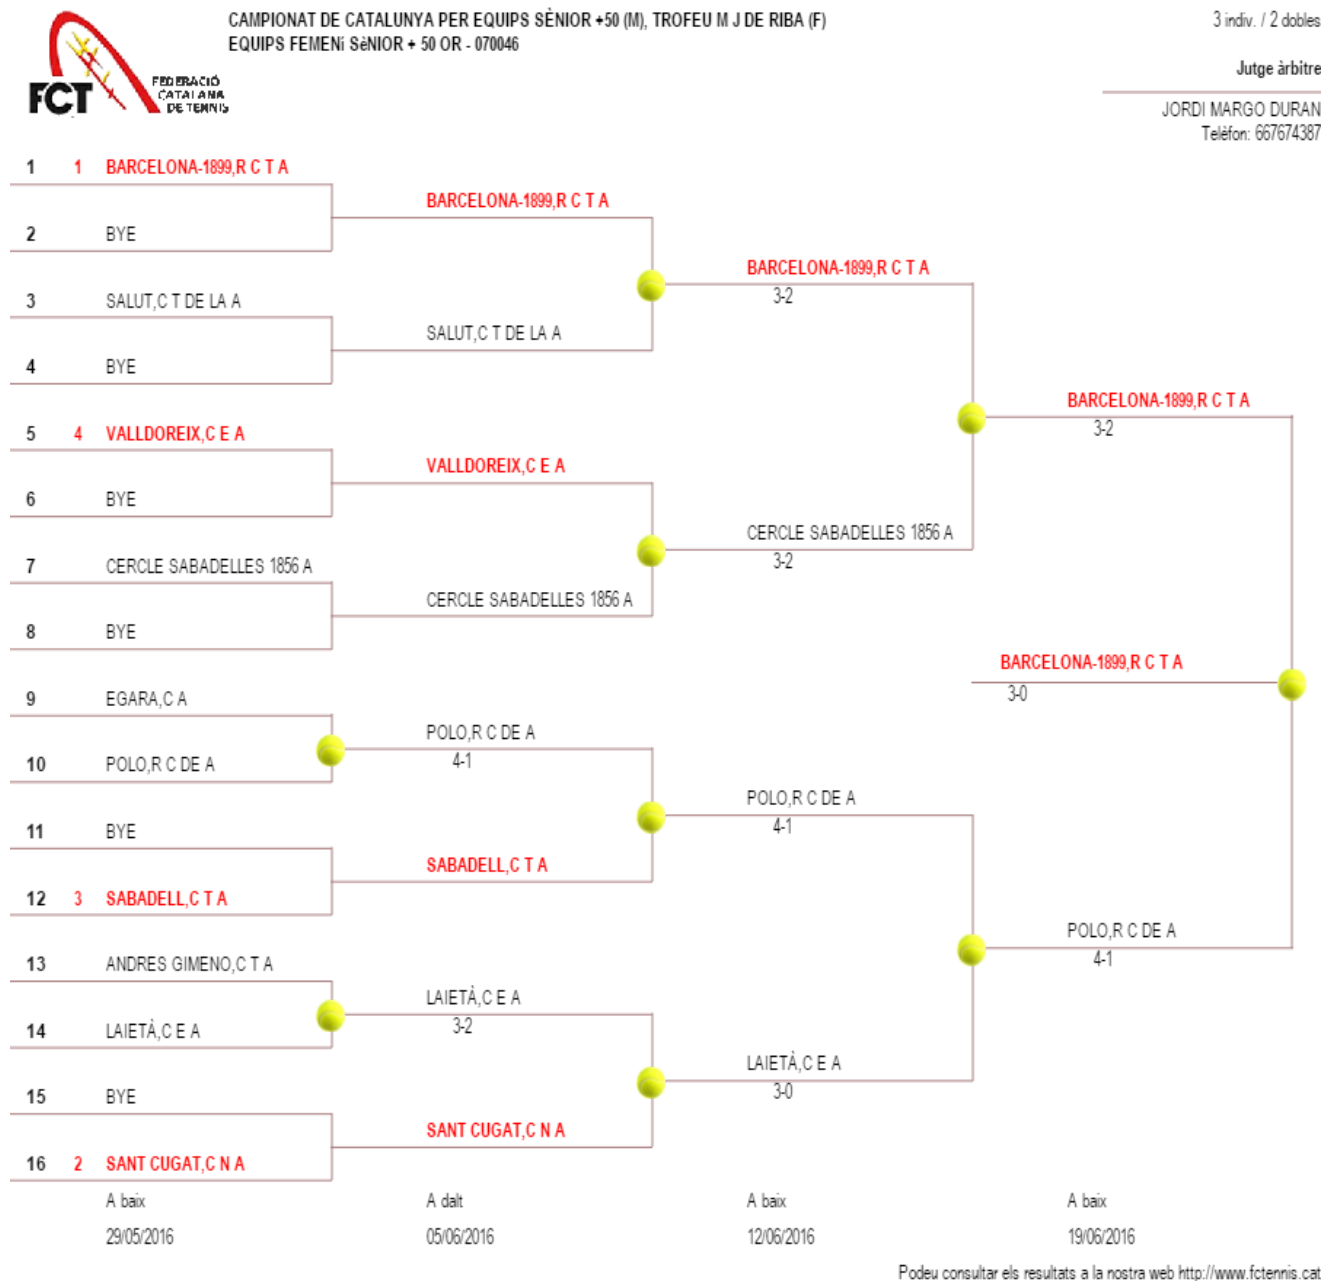 CAMPIONAT DE CATALUNYA PER EQUIPS SÈNIOR +50 (M), TROFEU M J DE RIBA (F)
EQUIPS FEMENí SèNIOR + 50 OR - 070046
3 indiv. / 2 dobles
Jutge àrbitre
JORDI MARGO DURAN
Telèfon: 667674387
FCT
FEDERACIÓ
CATALANA
DE TENNIS
1 1 BARCELONA-1899,R C T A
BARCELONA-1899,R C T A
2 BYE
BARCELONA-1899,R C T A
3-2
3 SALUT,C T DE LA A
SALUT,C T DE LA A
4 BYE
BARCELONA-1899,R C T A
3-2
5 4 VALLDOREIX,C E A
VALLDOREIX,C E A
6 BYE
CERCLE SABADELLES 1856 A
3-2
7 CERCLE SABADELLES 1856 A
CERCLE SABADELLES 1856 A
8 BYE
BARCELONA-1899,R C T A
3-0
9 EGARA,C A
POLO,R C DE A
4-1
10 POLO,R C DE A
POLO,R C DE A
4-1
11 BYE
SABADELL,C T A
12 3 SABADELL,C T A
POLO,R C DE A
4-1
13 ANDRES GIMENO,C T A
LAIETÀ,C E A
3-2
14 LAIETÀ,C E A
LAIETÀ,C E A
3-0
15 BYE
SANT CUGAT,C N A
16 2 SANT CUGAT,C N A
A baix A dalt A baix A baix
29/05/2016 05/06/2016 12/06/2016 19/06/2016
Podeu consultar els resultats a la nostra web http://www.fctennis.cat